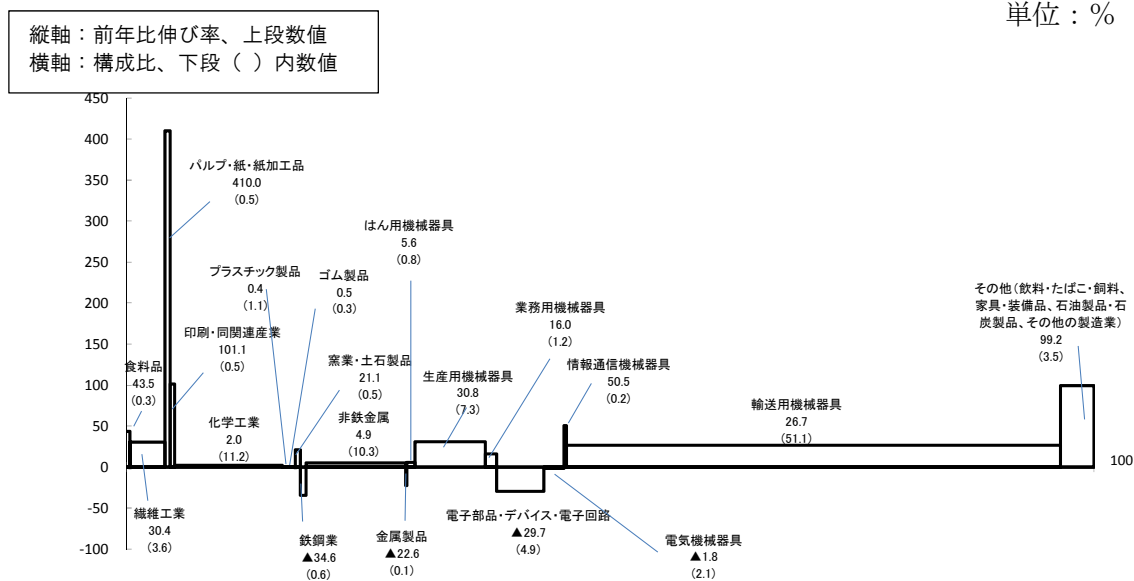 単位：％
縦軸：前年比伸び率、上段数値
横軸：構成比、下段（ ）内数値
450
400
350
300
250
200
150
100
50
0
-50
-100
100
食料品
43.5
(0.3)
繊維工業
30.4
(3.6)
パルプ・紙・紙加工品
410.0
(0.5)
印刷・同関連産業
101.1
(0.5)
化学工業
2.0
(11.2)
プラスチック製品
0.4
(1.1)
ゴム製品
0.5
(0.3)
窯業・土石製品
21.1
(0.5)
鉄鋼業
▲34.6
(0.6)
非鉄金属
4.9
(10.3)
金属製品
▲22.6
(0.1)
はん用機械器具
5.6
(0.8)
生産用機械器具
30.8
(7.3)
業務用機械器具
16.0
(1.2)
電子部品・デバイス・電子回路
▲29.7
(4.9)
電気機械器具
▲1.8
(2.1)
情報通信機械器具
50.5
(0.2)
輸送用機械器具
26.7
(51.1)
その他（飲料・たばこ・飼料、
家具・装備品、石油製品・石
炭製品、その他の製造業）
99.2
(3.5)